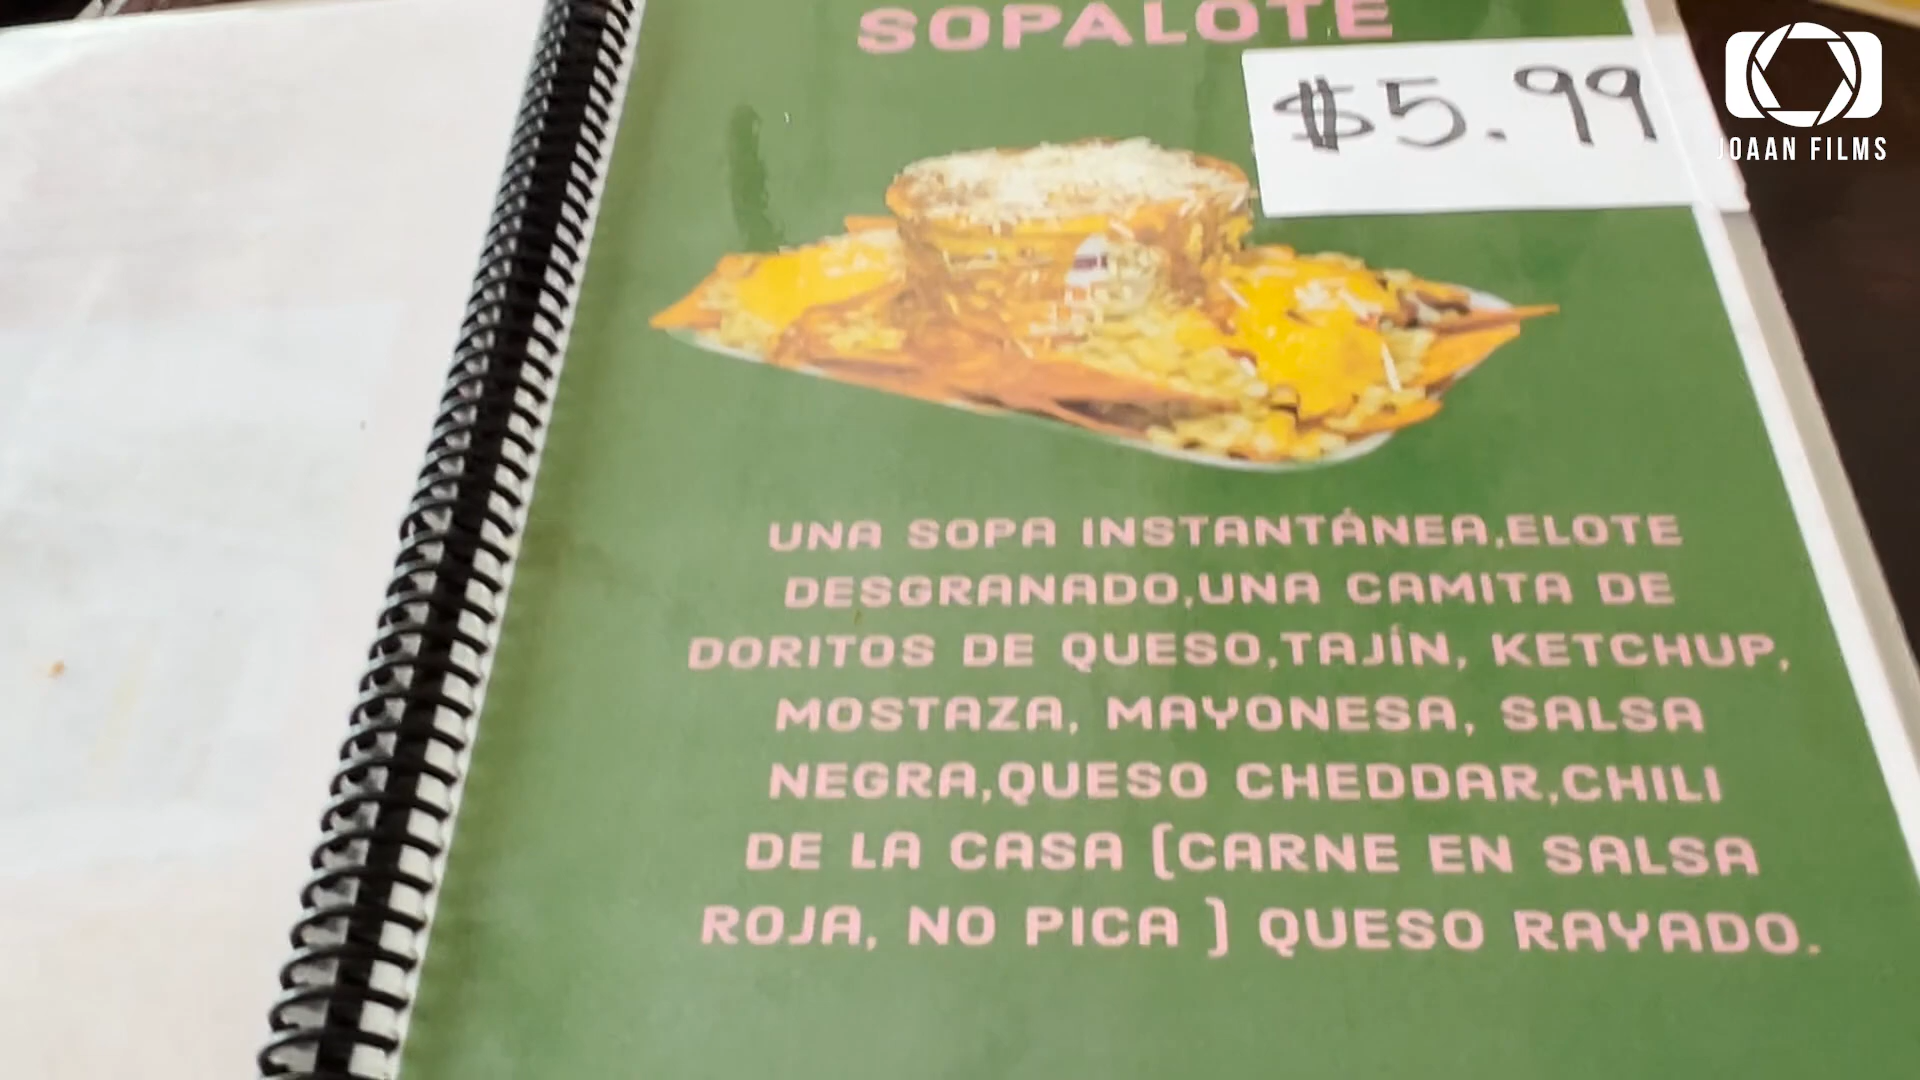 SOPALOTE
$5.99
JOAAN FILMS
UNA SOPA INSTANTÁNEA,ELOTE
DESGRANADO,UNA CAMITA DE
DORITOS DE QUESO,TAJÍN, KETCHUP,
MOSTAZA, MAYONESA, SALSA
NEGRA,QUESO CHEDDAR,CHILI
DE LA CASA (CARNE EN SALSA
ROJA, NO PICA ) QUESO RAYADO.